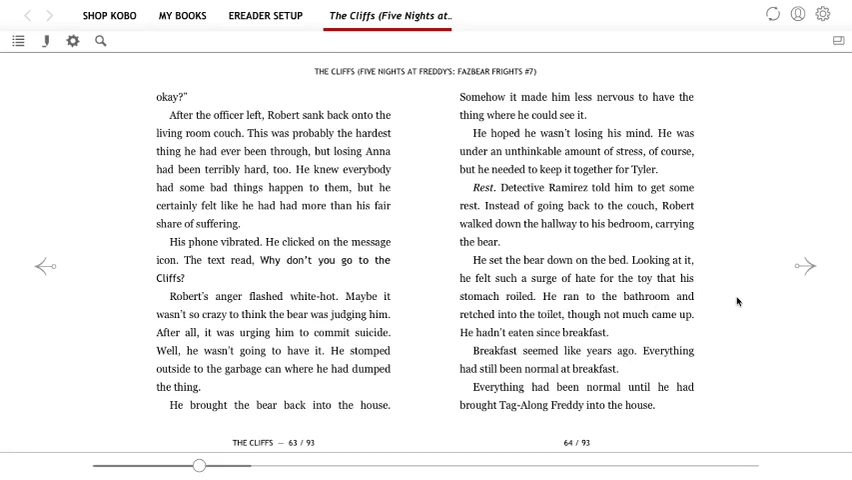 SHOP KOBO MY BOOKS EREADER SETUP The Cliffs (Five Nights at..
THE CLIFFS (FIVE NIGHTS AT FREDDY'S: FAZBEAR FRIGHTS #7)
okay?”
After the officer left, Robert sank back onto the
living room couch. This was probably the hardest
thing he had ever been through, but losing Anna
had been terribly hard, too. He knew everybody
had some bad things happen to them, but he
certainly felt like he had had more than his fair
share of suffering.
His phone vibrated. He clicked on the message
icon. The text read, Why don’t you go to the
Cliffs?
Robert’s anger flashed white-hot. Maybe it
wasn’t so crazy to think the bear was judging him.
After all, it was urging him to commit suicide.
Well, he wasn’t going to have it. He stomped
outside to the garbage can where he had dumped
the thing.
He brought the bear back into the house.
Somehow it made him less nervous to have the
thing where he could see it.
He hoped he wasn’t losing his mind. He was
under an unthinkable amount of stress, of course,
but he needed to keep it together for Tyler.
Rest. Detective Ramirez told him to get some
rest. Instead of going back to the couch, Robert
walked down the hallway to his bedroom, carrying
the bear.
He set the bear down on the bed. Looking at it,
he felt such a surge of hate for the toy that his
stomach roiled. He ran to the bathroom and
retched into the toilet, though not much came up.
He hadn’t eaten since breakfast.
Breakfast seemed like years ago. Everything
had still been normal at breakfast.
Everything had been normal until he had
brought Tag-Along Freddy into the house.
THE CLIFFS — 63 / 93
64 / 93